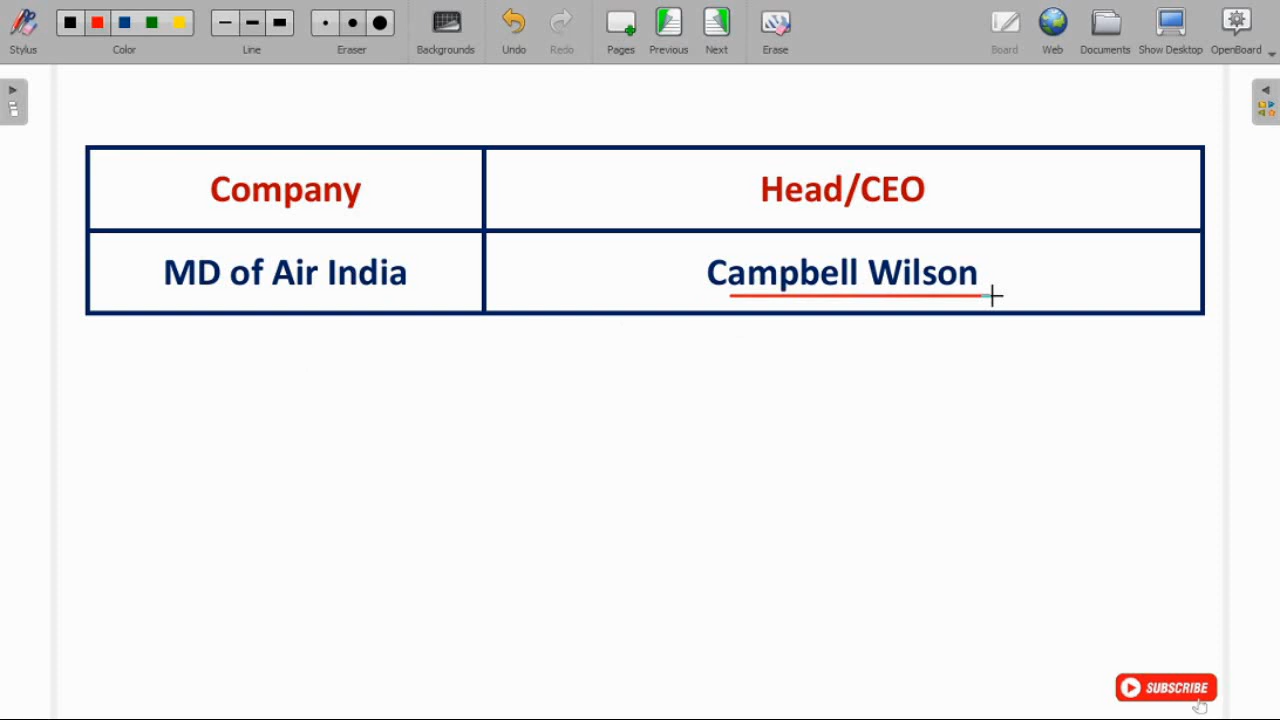 Stylus Color Line Eraser Backgrounds Undo Redo Pages Previous Next Erase Board Web Documents Show Desktop OpenBoard
Company Head/CEO
MD of Air India Campbell Wilson
SUBSCRIBE